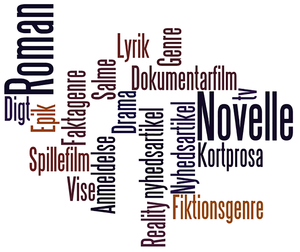 Roman
Lyrik
Genre
Salme
Dokumentarfilm
tv
Digt
Epik
Faktagenre
Drama
Novelle
Spillefilm
Anmeldelse
nyhedsartikel
Nyhedsartikel
Kortprosa
Vise
Reality
Fiktionsgenre